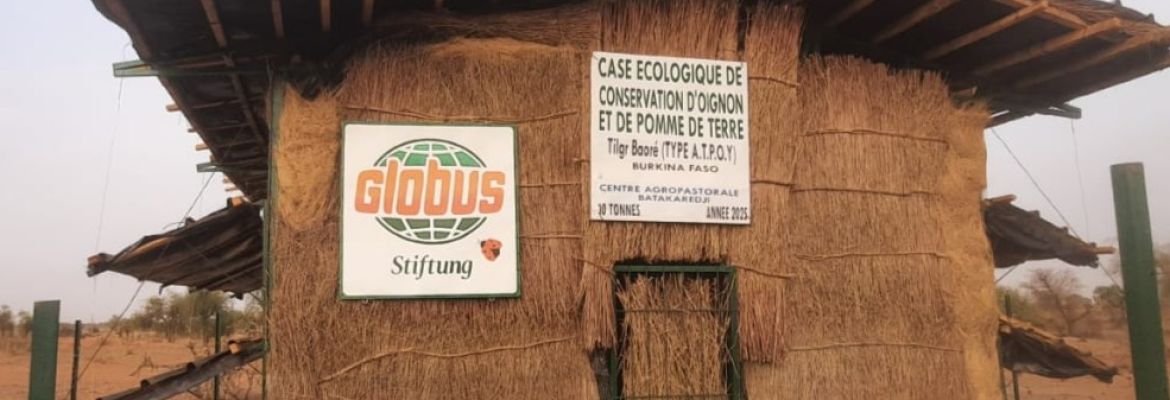 GLOBUS
Stiftung
CASE ECOLOGIQUE DE
CONSERVATION D'OIGNON
ET DE POMME DE TERRE
Tilgr Baoré (TYPE A.T.P.O.Y)
BURKINA FASO
CENTRE AGROPASTORALE
BATAKAREDJI
10 TONNES ANNEE 2025